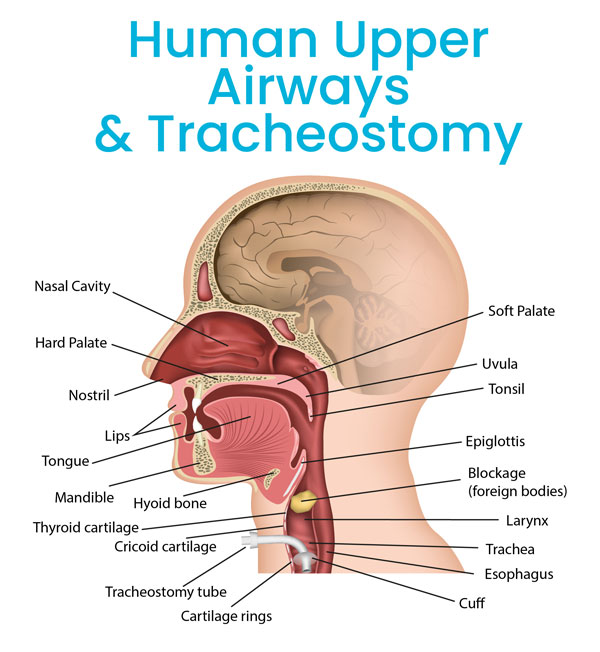 Human Upper
Airways
& Tracheostomy
Nasal Cavity
Hard Palate
Nostril
Lips
Tongue
Mandible
Hyoid bone
Thyroid cartilage
Cricoid cartilage
Tracheostomy tube
Cartilage rings
Soft Palate
Uvula
Tonsil
Epiglottis
Blockage
(foreign bodies)
Larynx
Trachea
Esophagus
Cuff